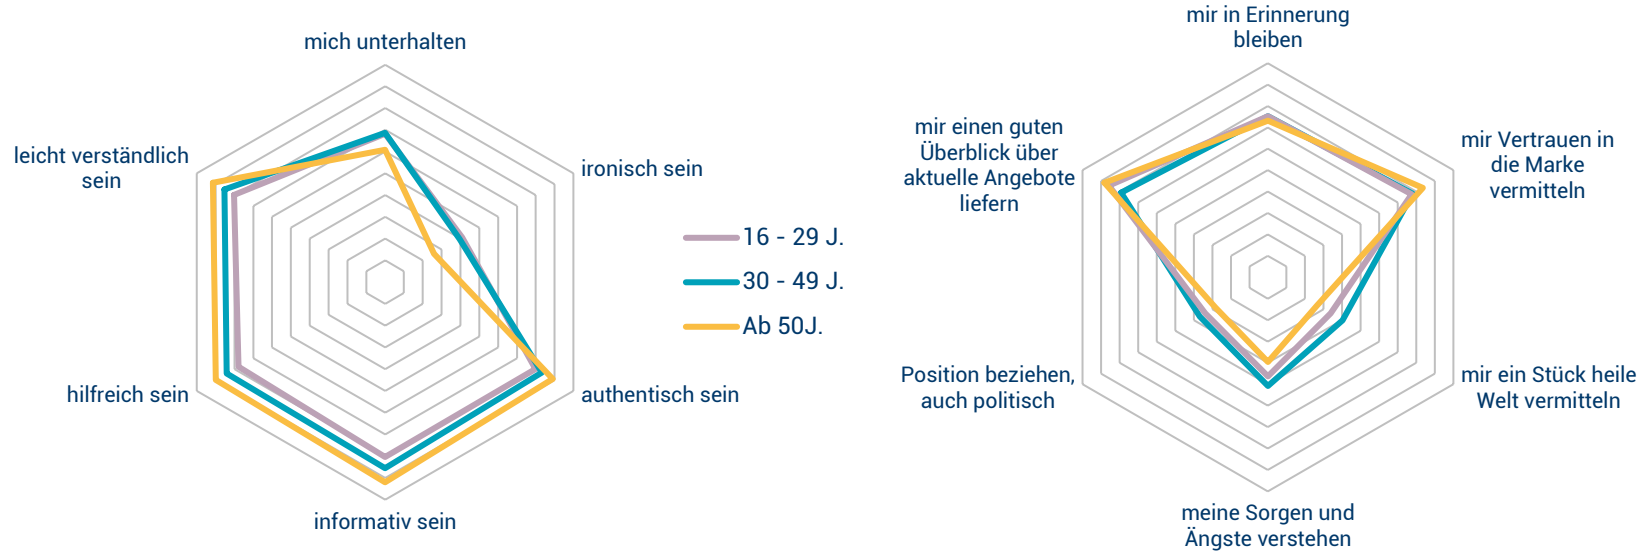 mich unterhalten
ironisch sein
authentisch sein
informativ sein
hilfreich sein
leicht verständlich
sein
16 - 29 J.
30 - 49 J.
Ab 50J.
mir in Erinnerung
bleiben
mir Vertrauen in
die Marke
vermitteln
mir ein Stück heile
Welt vermitteln
meine Sorgen und
Ängste verstehen
Position beziehen,
auch politisch
mir einen guten
Überblick über
aktuelle Angebote
liefern